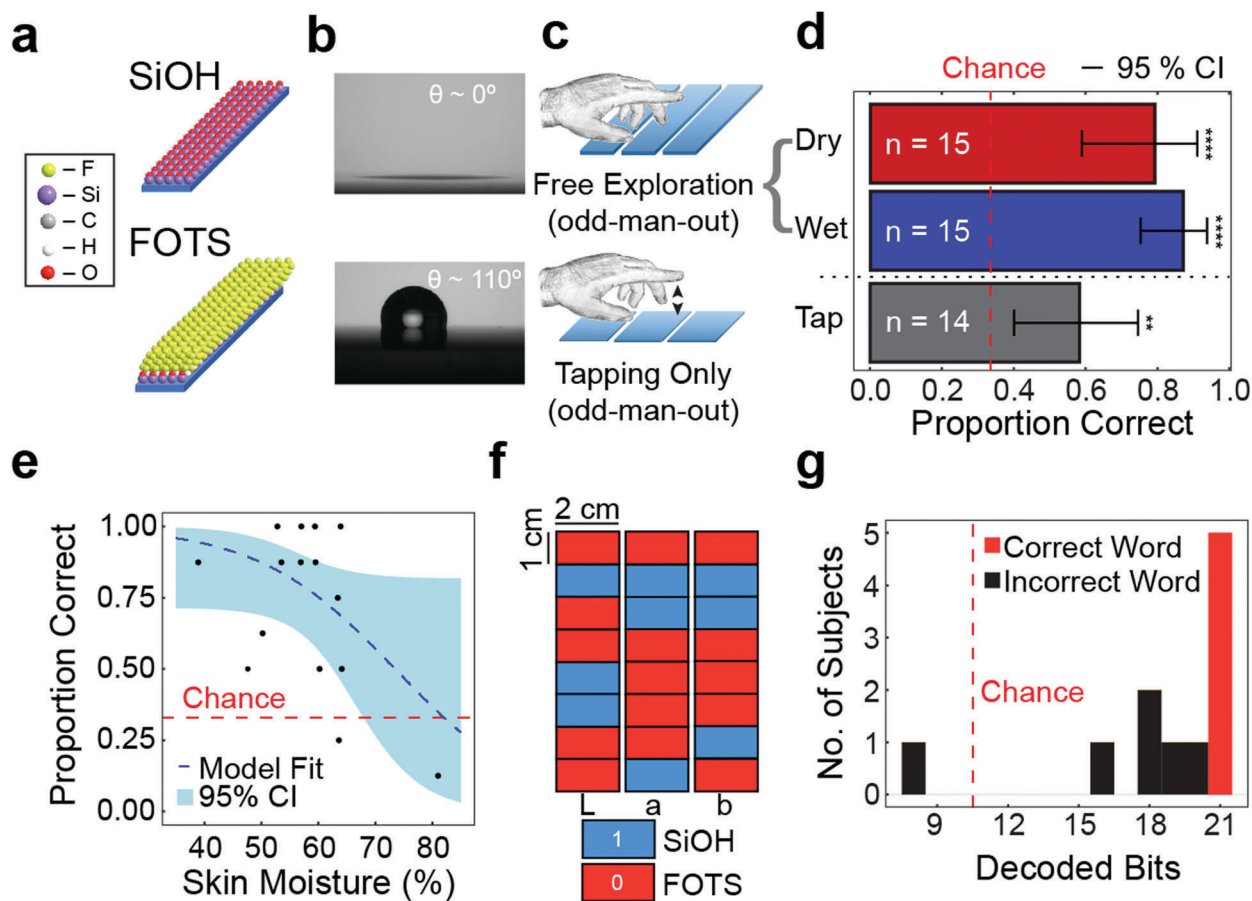 a
SiOH
– F
– Si
– C
– H
– O
FOTS
b
θ ~ 0º
θ ~ 110º
c
Free Exploration
(odd-man-out)
Tapping Only
(odd-man-out)
d
Chance
– 95 % CI
Dry
n = 15
****
Wet
n = 15
****
Tap
n = 14
**
0.0 0.2 0.4 0.6 0.8 1.0
Proportion Correct
e
Proportion Correct
1.00
0.75
0.50
0.25
0.00
Chance
Model Fit
95% CI
40 50 60 70 80
Skin Moisture (%)
f
2 cm
1 cm
L a b
1 SiOH
0 FOTS
g
No. of Subjects
5
4
3
2
1
0
Correct Word
Incorrect Word
Chance
9 12 15 18 21
Decoded Bits